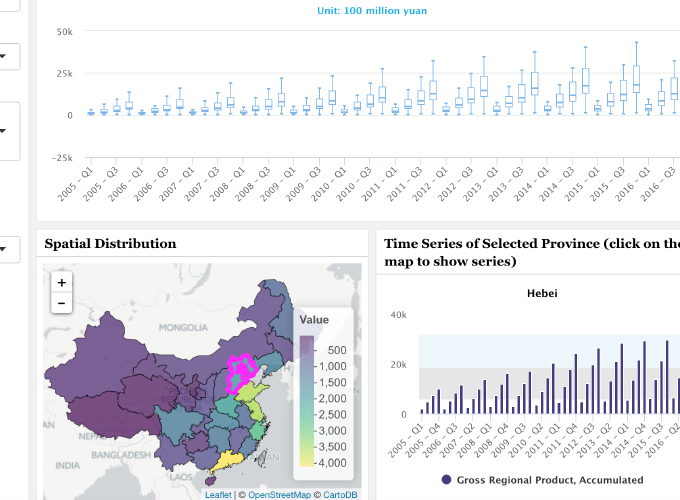 Unit: 100 million yuan
50k
25k
0
−25k
2005 - Q1
2005 - Q3
2006 - Q1
2006 - Q3
2007 - Q1
2007 - Q3
2008 - Q1
2008 - Q3
2009 - Q1
2009 - Q3
2010 - Q1
2010 - Q3
2011 - Q1
2011 - Q3
2012 - Q1
2012 - Q3
2013 - Q1
2013 - Q3
2014 - Q1
2014 - Q3
2015 - Q1
2015 - Q3
2016 - Q1
2016 - Q3
Spatial Distribution
+
−
MONGOLIA
NEPAL
BANGLADESH
INDIA
LAOS
Value
500
1,000
1,500
2,000
2,500
3,000
3,500
4,000
Leaflet | © OpenStreetMap © CartoDB
Time Series of Selected Province (click on the
map to show series)
Hebei
40k
20k
0
2005 - Q1
2005 - Q4
2006 - Q3
2007 - Q2
2008 - Q1
2008 - Q4
2009 - Q3
2010 - Q2
2011 - Q1
2011 - Q4
2012 - Q3
2013 - Q2
2014 - Q1
2014 - Q4
2015 - Q3
2016 - Q2
Gross Regional Product, Accumulated